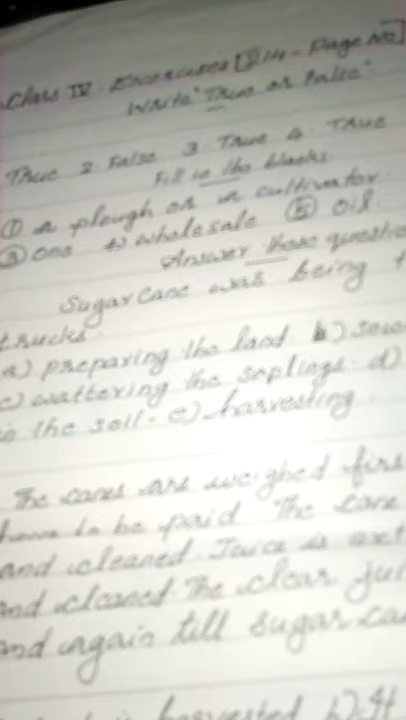 Class IV. Exercises Page No
Write "True or False".
True 2 False 3 True 4. True
Fill in the blanks.
① a plough or a cultivator
③ one 4) wholesale ⑤ oil.
Answer these questio
Sugarcane was being t
trucks.
a) preparing the land b) sow
c) wattering the saplings. d)
in the soil. e) harvesting.
The canes are weighed firs
to be paid. The cane
and cleaned. Juice is ext
and cleaned. The clear jui
and again till sugar ca
harvested b) It